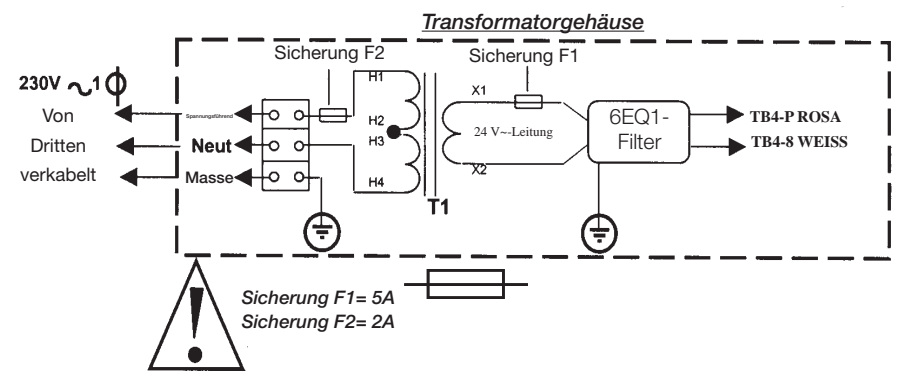 Transformatorgehäuse
Sicherung F2
Sicherung F1
230V ~ 1 ϕ
Von
Dritten
verkabelt
Spannungsführend
Neut
Masse
H1
H2
H3
H4
T1
X1
24 V~-Leitung
X2
6EQ1-
Filter
TB4-P ROSA
TB4-8 WEISS
!
Sicherung F1= 5A
Sicherung F2= 2A